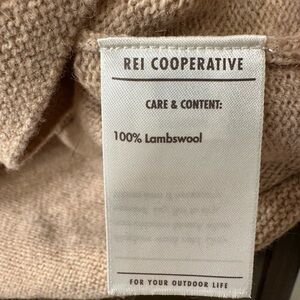 REI COOPERATIVE
CARE & CONTENT:
100% Lambswool
FOR YOUR OUTDOOR LIFE